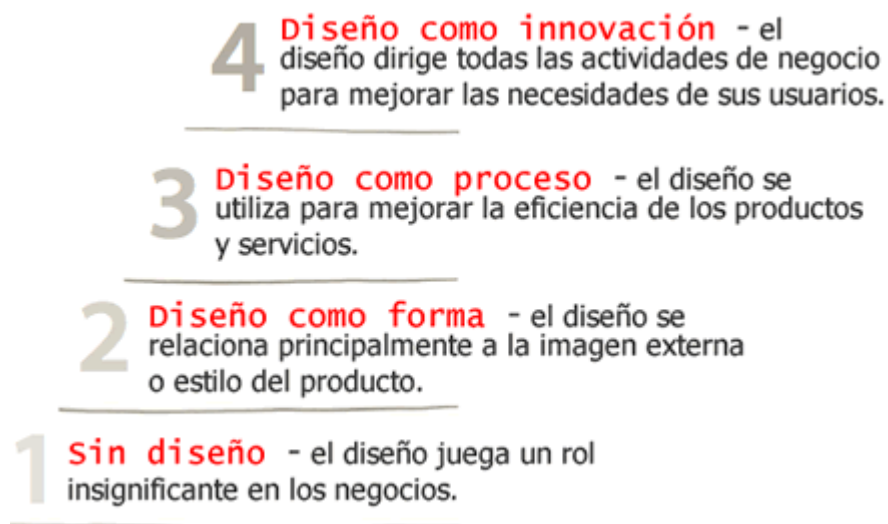 4 Diseño como innovación - el
diseño dirige todas las actividades de negocio
para mejorar las necesidades de sus usuarios.
3 Diseño como proceso - el diseño se
utiliza para mejorar la eficiencia de los productos
y servicios.
2 Diseño como forma - el diseño se
relaciona principalmente a la imagen externa
o estilo del producto.
1 Sin diseño - el diseño juega un rol
insignificante en los negocios.